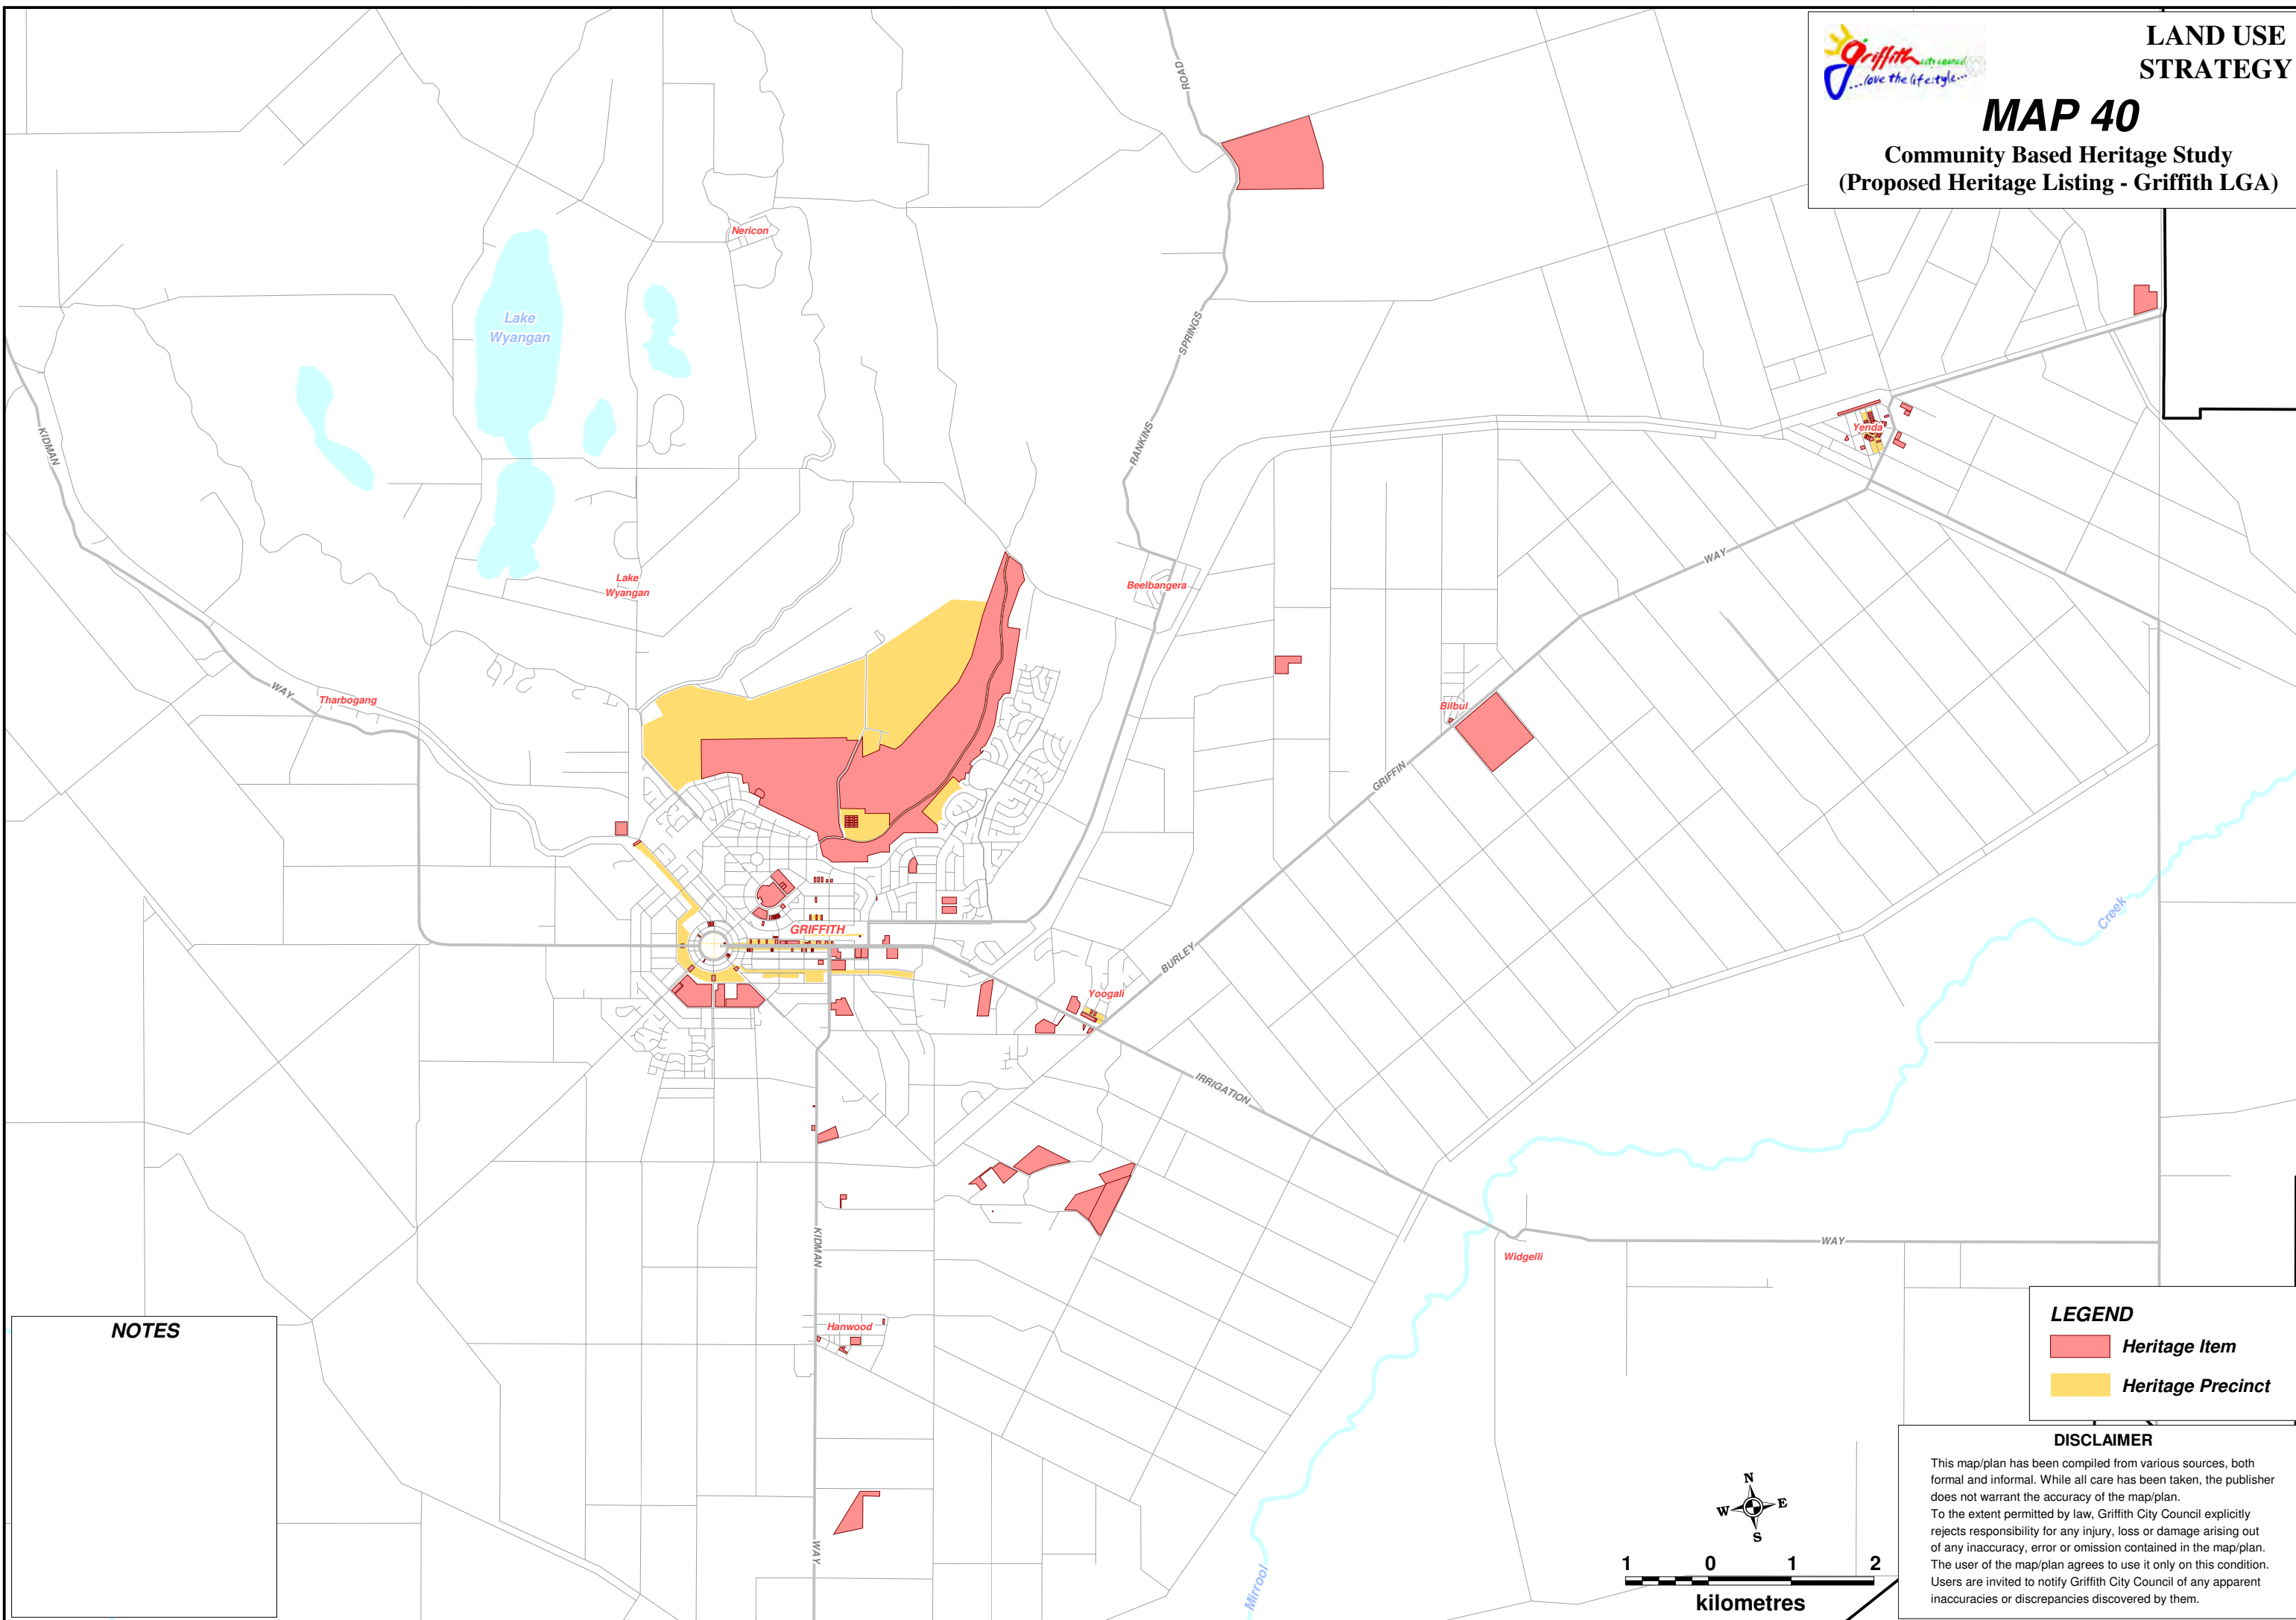 Griffith city council
...love the lifestyle...
LAND USE
STRATEGY
MAP 40
Community Based Heritage Study
(Proposed Heritage Listing - Griffith LGA)
ROAD
Nericon
Lake
Wyangan
SPRINGS
KIDMAN
RANKINS
Yenda
WAY
Lake
Wyangan
Beelbangera
WAY
Tharbogang
Bilbul
GRIFFIN
GRIFFITH
Creek
BURLEY
Yoogali
IRRIGATION
KIDMAN
WAY
Widgelli
Hanwood
WAY
Mirrool
NOTES
LEGEND
Heritage Item
Heritage Precinct
N
W E
S
1 0 1 2
kilometres
DISCLAIMER
This map/plan has been compiled from various sources, both
formal and informal. While all care has been taken, the publisher
does not warrant the accuracy of the map/plan.
To the extent permitted by law, Griffith City Council explicitly
rejects responsibility for any injury, loss or damage arising out
of any inaccuracy, error or omission contained in the map/plan.
The user of the map/plan agrees to use it only on this condition.
Users are invited to notify Griffith City Council of any apparent
inaccuracies or discrepancies discovered by them.